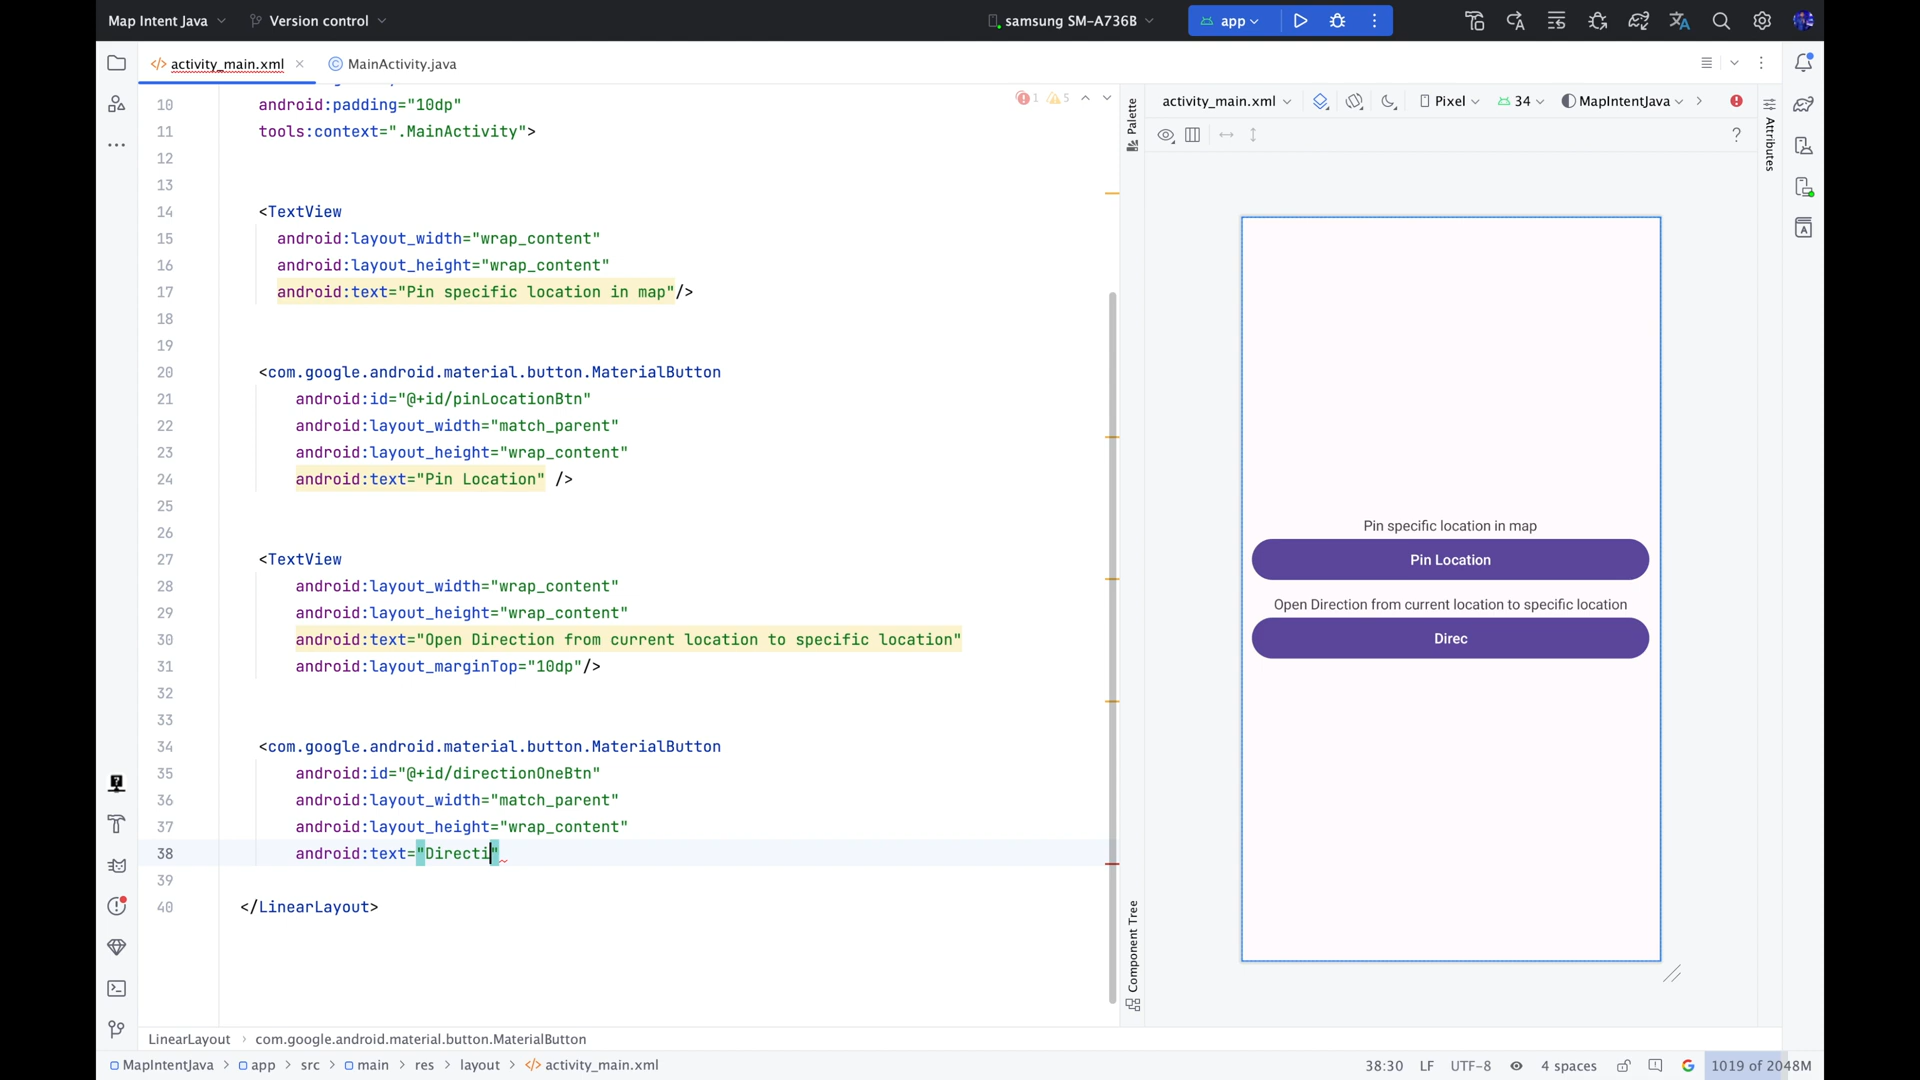 Map Intent Java
Version control
samsung SM-A736B
app
activity_main.xml
MainActivity.java
10 android:padding="10dp"
11 tools:context=".MainActivity">
12
13
14 <TextView
15 android:layout_width="wrap_content"
16 android:layout_height="wrap_content"
17 android:text="Pin specific location in map"/>
18
19
20 <com.google.android.material.button.MaterialButton
21 android:id="@+id/pinLocationBtn"
22 android:layout_width="match_parent"
23 android:layout_height="wrap_content"
24 android:text="Pin Location" />
25
26
27 <TextView
28 android:layout_width="wrap_content"
29 android:layout_height="wrap_content"
30 android:text="Open Direction from current location to specific location"
31 android:layout_marginTop="10dp"/>
32
33
34 <com.google.android.material.button.MaterialButton
35 android:id="@+id/directionOneBtn"
36 android:layout_width="match_parent"
37 android:layout_height="wrap_content"
38 android:text="Directi"
39
40 </LinearLayout>
1 5
Palette
Component Tree
activity_main.xml
Pixel
34
MapIntentJava
Attributes
Pin specific location in map
Pin Location
Open Direction from current location to specific location
Direc
LinearLayout > com.google.android.material.button.MaterialButton
MapIntentJava > app > src > main > res > layout > activity_main.xml
38:30 LF UTF-8 4 spaces 1019 of 2048M